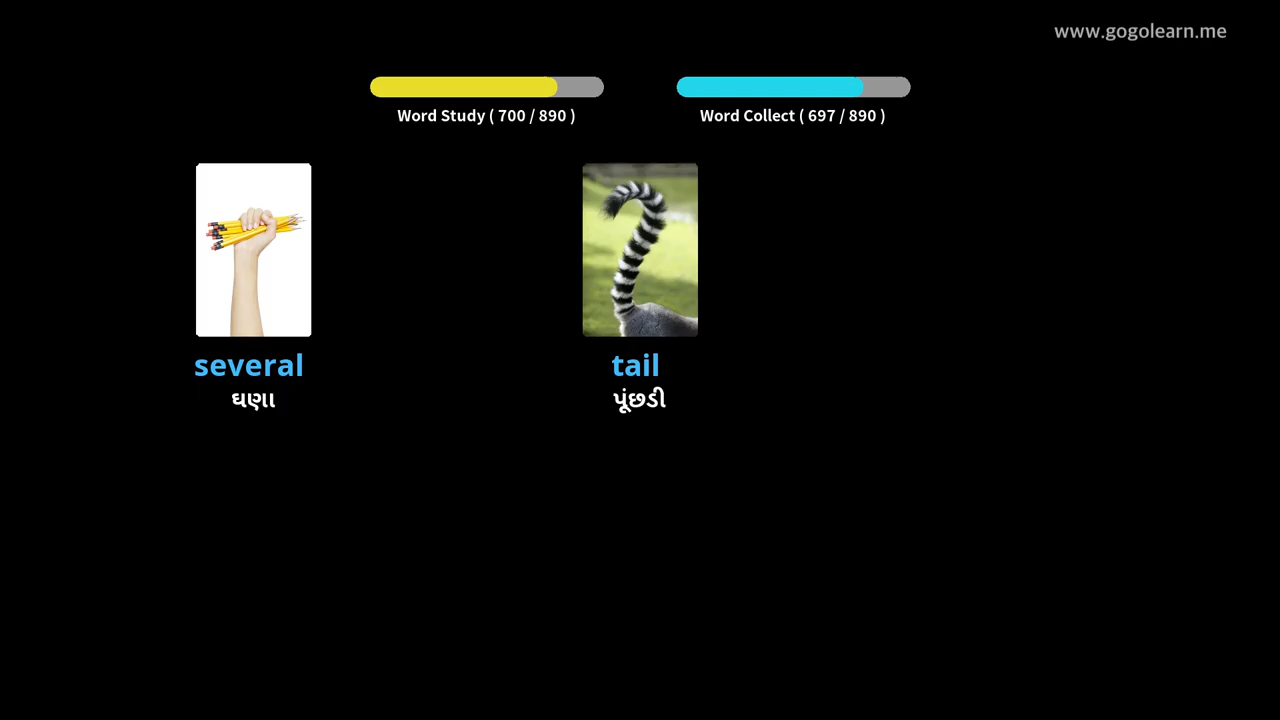 www.gogolearn.me
Word Study ( 700 / 890 )
Word Collect ( 697 / 890 )
several
ઘણા
tail
પૂંછડી